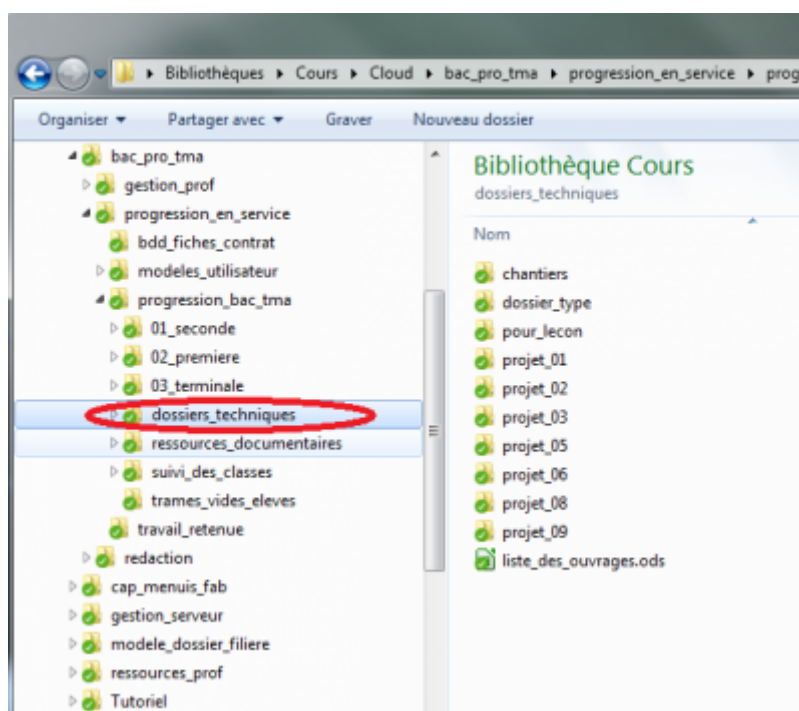 Bibliothèques ▸ Cours ▸ Cloud ▸ bac_pro_tma ▸ progression_en_service ▸ prog
Organiser Partager avec Graver Nouveau dossier
bac_pro_tma
gestion_prof
progression_en_service
bdd_fiches_contrat
modeles_utilisateur
progression_bac_tma
01_seconde
02_premiere
03_terminale
dossiers_techniques
ressources_documentaires
suivi_des_classes
trames_vides_eleves
travail_retenue
redaction
cap_menuis_fab
gestion_serveur
modele_dossier_filiere
ressources_prof
Tutoriel
Bibliothèque Cours
dossiers_techniques
Nom
chantiers
dossier_type
pour_lecon
projet_01
projet_02
projet_03
projet_05
projet_06
projet_08
projet_09
liste_des_ouvrages.ods